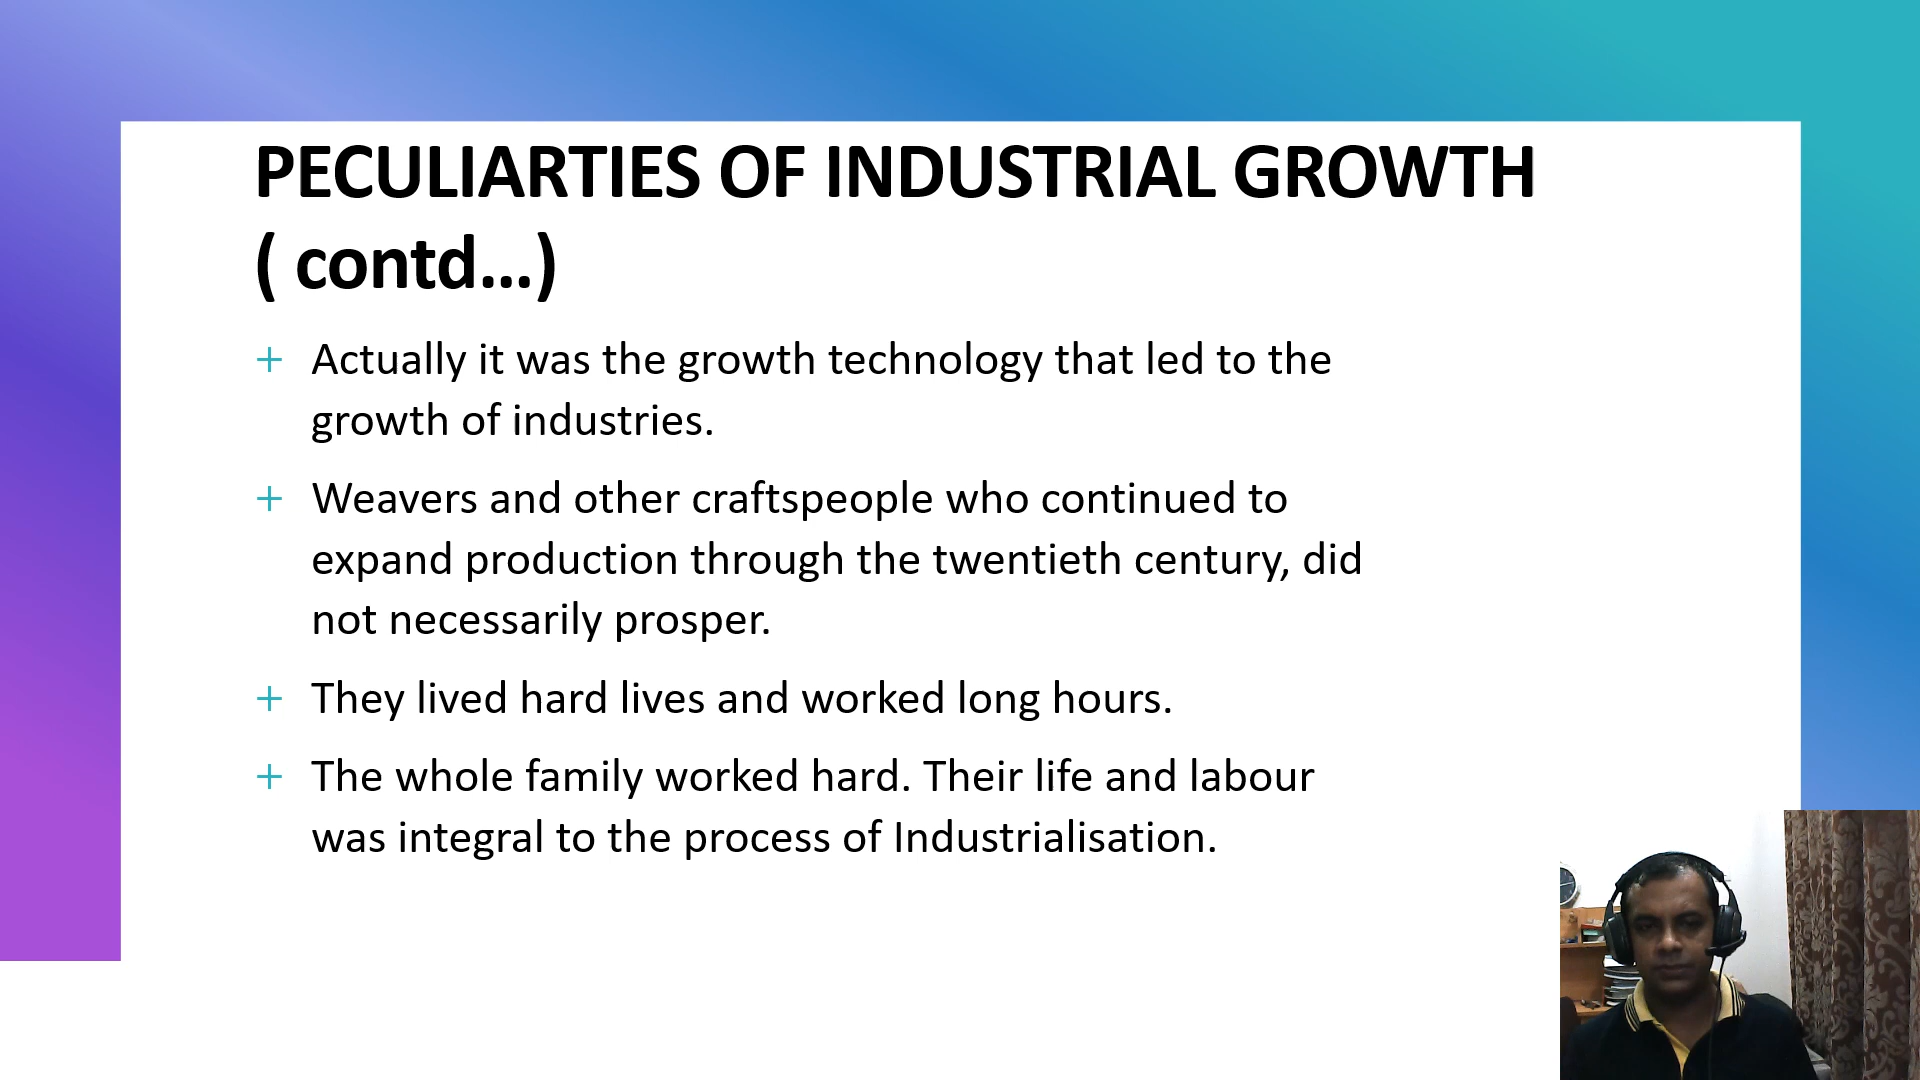 PECULIARTIES OF INDUSTRIAL GROWTH
( contd...)
+ Actually it was the growth technology that led to the
growth of industries.
+ Weavers and other craftspeople who continued to
expand production through the twentieth century, did
not necessarily prosper.
+ They lived hard lives and worked long hours.
+ The whole family worked hard. Their life and labour
was integral to the process of Industrialisation.